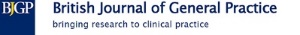 BJGP British Journal of General Practice
bringing research to clinical practice